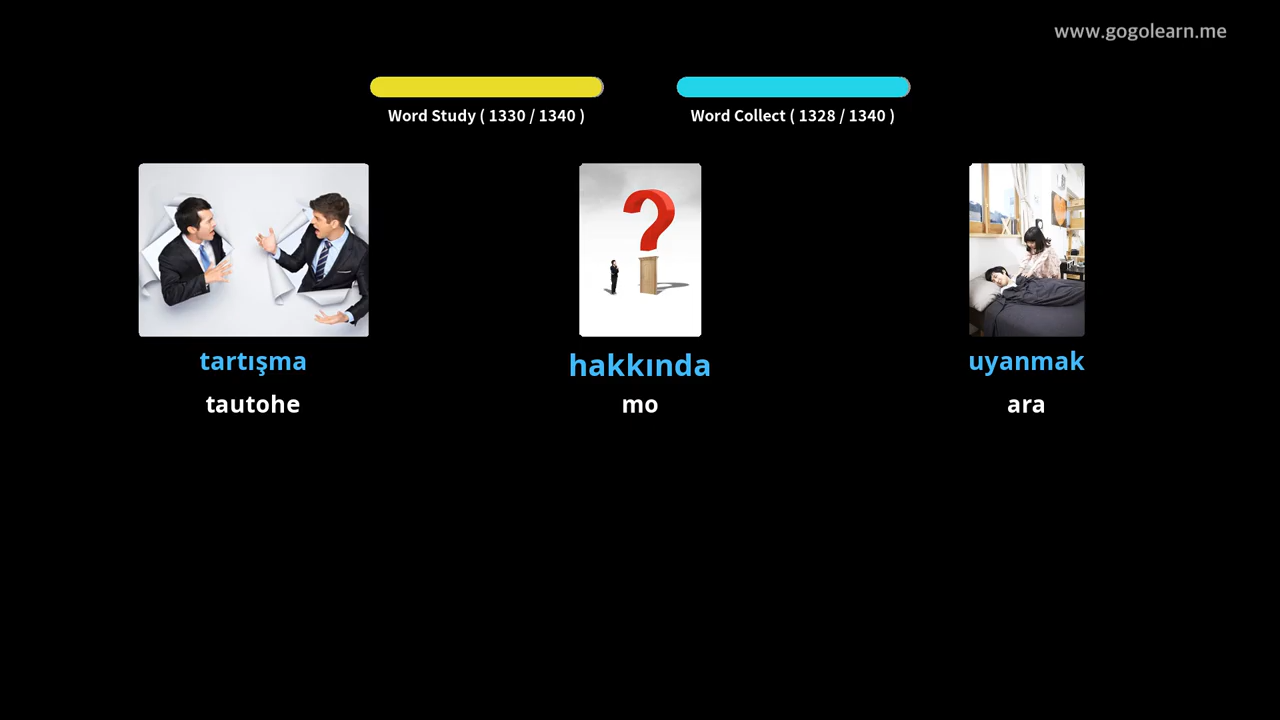 www.gogolearn.me
Word Study ( 1330 / 1340 )
Word Collect ( 1328 / 1340 )
tartışma
tautohe
hakkında
mo
uyanmak
ara